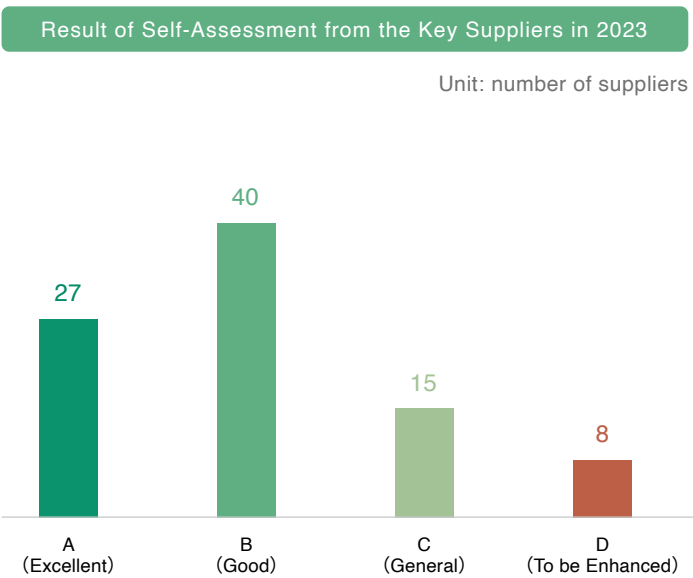 Result of Self-Assessment from the Key Suppliers in 2023
Unit: number of suppliers
27
40
15
8
A
(Excellent)
B
(Good)
C
(General)
D
(To be Enhanced)